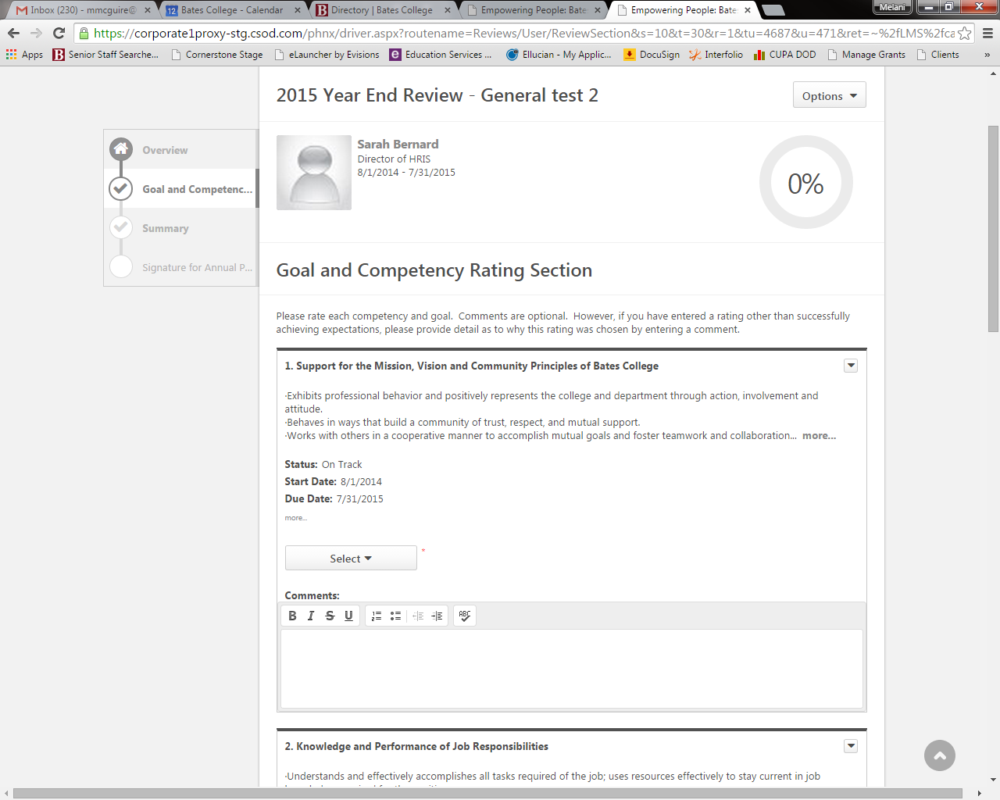 Inbox (230) - mmcguire@
12 Bates College - Calendar
B Directory | Bates College
Empowering People: Bate
Empowering People: Bate
Melani
https://corporate1proxy-stg.csod.com/phnx/driver.aspx?routename=Reviews/User/ReviewSection&s=10&t=30&r=1&tu=4687&u=471&ret=~%2fLMS%2fca
Apps
B Senior Staff Searche...
Cornerstone Stage
eLauncher by Evisions
e Education Services ...
Ellucian - My Applic...
DocuSign
Interfolio
CUPA DOD
Manage Grants
Clients
»
2015 Year End Review - General test 2
Options
Overview
Goal and Competenc...
Summary
Signature for Annual P...
Sarah Bernard
Director of HRIS
8/1/2014 - 7/31/2015
0%
Goal and Competency Rating Section
Please rate each competency and goal.  Comments are optional.  However, if you have entered a rating other than successfully
achieving expectations, please provide detail as to why this rating was chosen by entering a comment.
1. Support for the Mission, Vision and Community Principles of Bates College
·Exhibits professional behavior and positively represents the college and department through action, involvement and
attitude.
·Behaves in ways that build a community of trust, respect, and mutual support.
·Works with others in a cooperative manner to accomplish mutual goals and foster teamwork and collaboration... more...
Status: On Track
Start Date: 8/1/2014
Due Date: 7/31/2015
more...
Select *
Comments:
B I S U ABC
2. Knowledge and Performance of Job Responsibilities
·Understands and effectively accomplishes all tasks required of the job; uses resources effectively to stay current in job